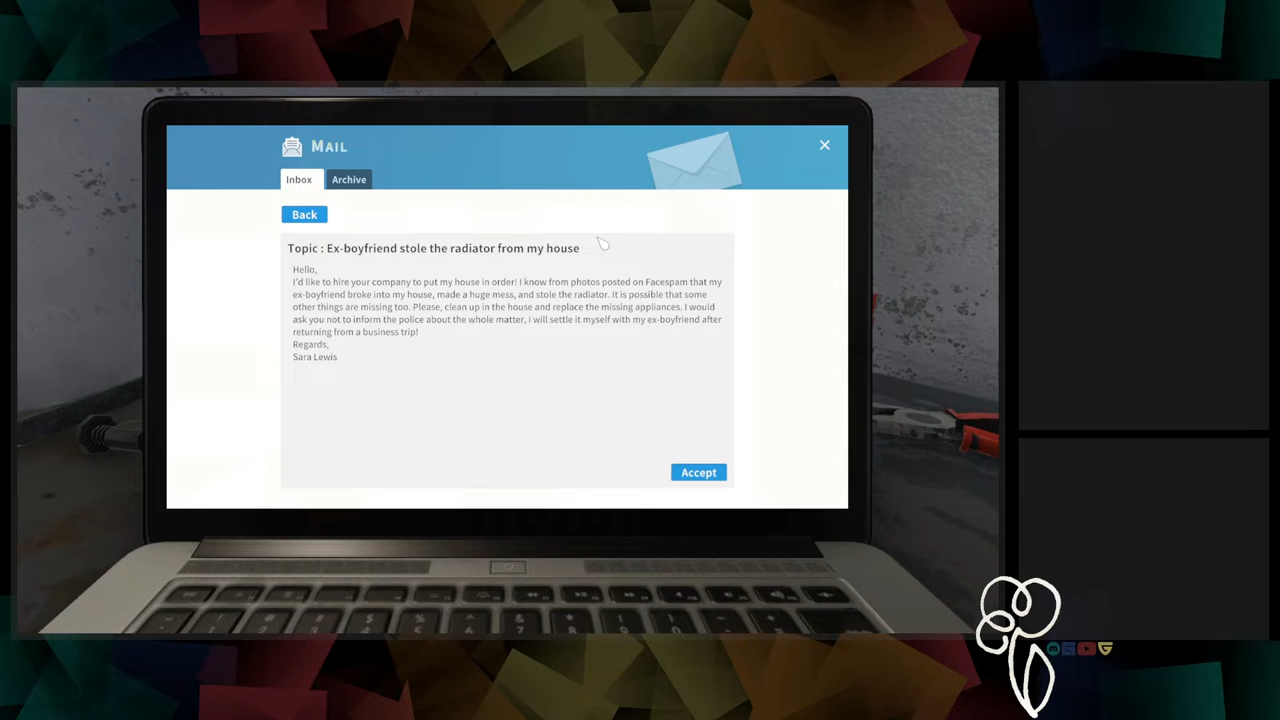 MAIL
Inbox
Archive
Back
Topic : Ex-boyfriend stole the radiator from my house
Hello,
I'd like to hire your company to put my house in order! I know from photos posted on Facespam that my
ex-boyfriend broke into my house, made a huge mess, and stole the radiator. It is possible that some
other things are missing too. Please, clean up in the house and replace the missing appliances. I would
ask you not to inform the police about the whole matter, I will settle it myself with my ex-boyfriend after
returning from a business trip!
Regards,
Sara Lewis
Accept